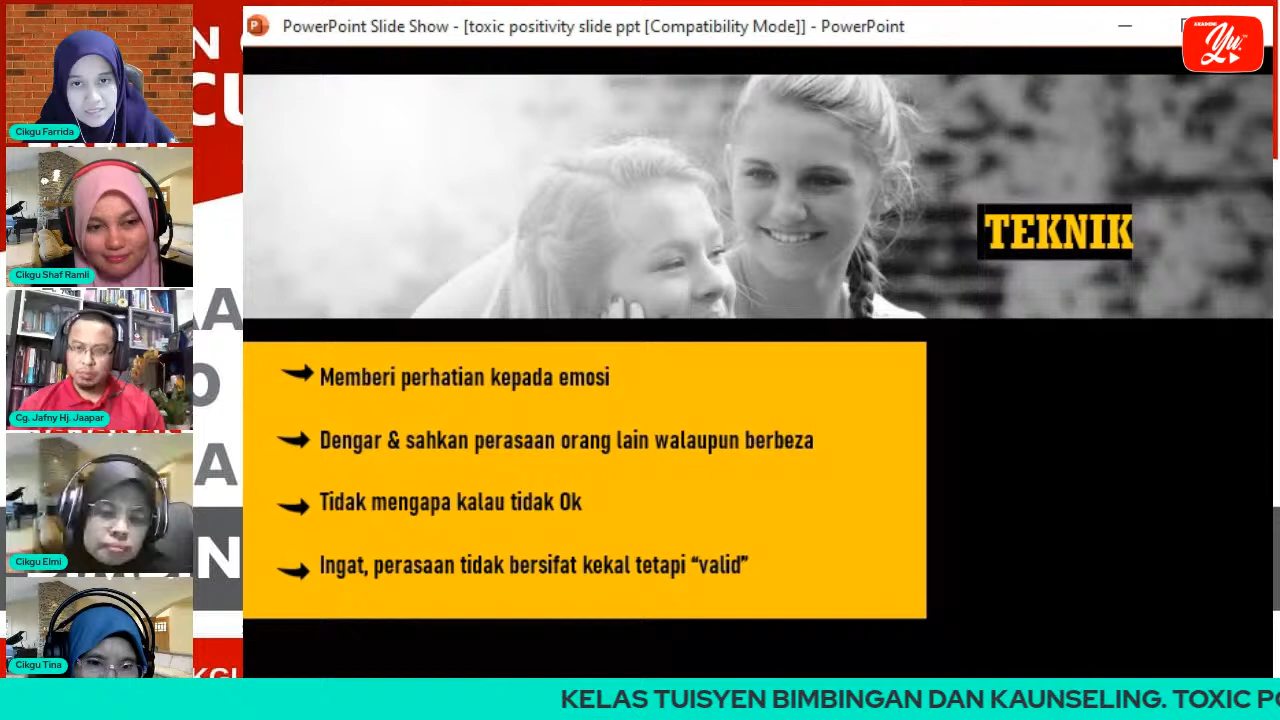 PowerPoint Slide Show - [toxic positivity slide ppt [Compatibility Mode]] - PowerPoint
AKADEMI
Yu
TEKNIK
Memberi perhatian kepada emosi
Dengar & sahkan perasaan orang lain walaupun berbeza
Tidak mengapa kalau tidak Ok
Ingat, perasaan tidak bersifat kekal tetapi “valid”
Cikgu Farrida
Cikgu Shaf Ramli
Cg. Jafny Hj. Jaapar
Cikgu Elmi
Cikgu Tina
KELAS TUISYEN BIMBINGAN DAN KAUNSELING. TOXIC PO